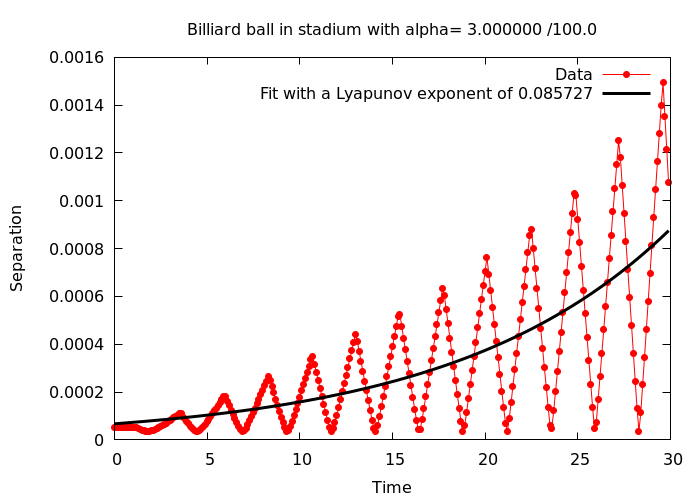 Billiard ball in stadium with alpha= 3.000000 /100.0
0.0016
0.0014
0.0012
0.001
0.0008
0.0006
0.0004
0.0002
0
Separation
Data
Fit with a Lyapunov exponent of 0.085727
0 5 10 15 20 25 30
Time